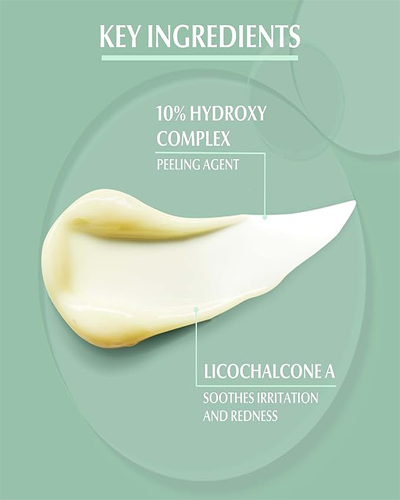 KEY INGREDIENTS
10% HYDROXY
COMPLEX
PEELING AGENT
LICOCHALCONE A
SOOTHES IRRITATION
AND REDNESS